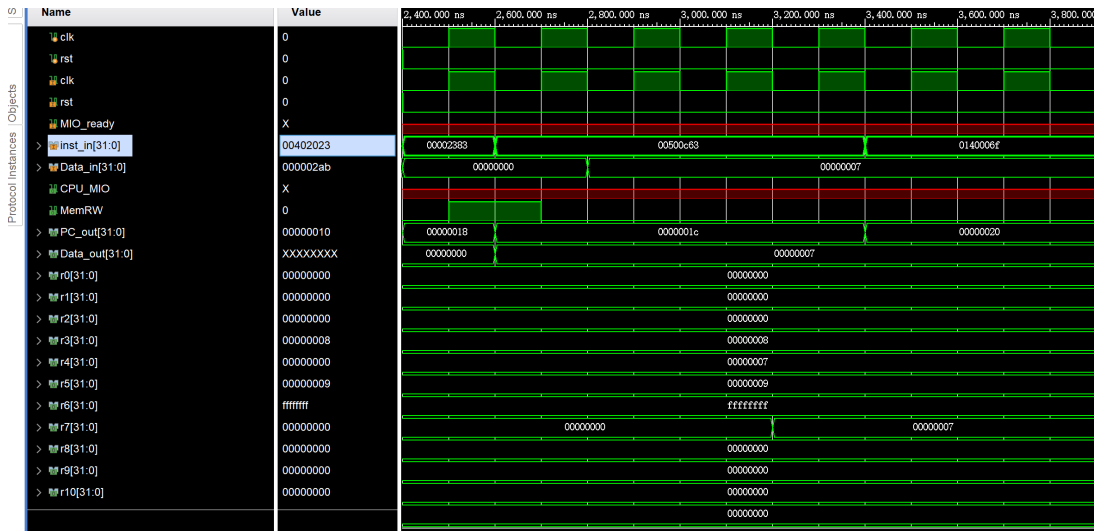 S
Objects
Protocol Instances
Name Value
2,400.000 ns 2,600.000 ns 2,800.000 ns 3,000.000 ns 3,200.000 ns 3,400.000 ns 3,600.000 ns 3,800.000
clk 0
rst 0
clk 0
rst 0
MIO_ready X
inst_in[31:0] 00402023 00002383 00500c63 0140006f
Data_in[31:0] 000002ab 00000000 00000007
CPU_MIO X
MemRW 0
PC_out[31:0] 00000010 00000018 0000001c 00000020
Data_out[31:0] XXXXXXXX 00000000 00000007
r0[31:0] 00000000 00000000
r1[31:0] 00000000 00000000
r2[31:0] 00000000 00000000
r3[31:0] 00000008 00000008
r4[31:0] 00000000 00000007
r5[31:0] 00000009 00000009
r6[31:0] ffffffff ffffffff
r7[31:0] 00000000 00000000 00000007
r8[31:0] 00000000 00000000
r9[31:0] 00000000 00000000
r10[31:0] 00000000 00000000
00000000